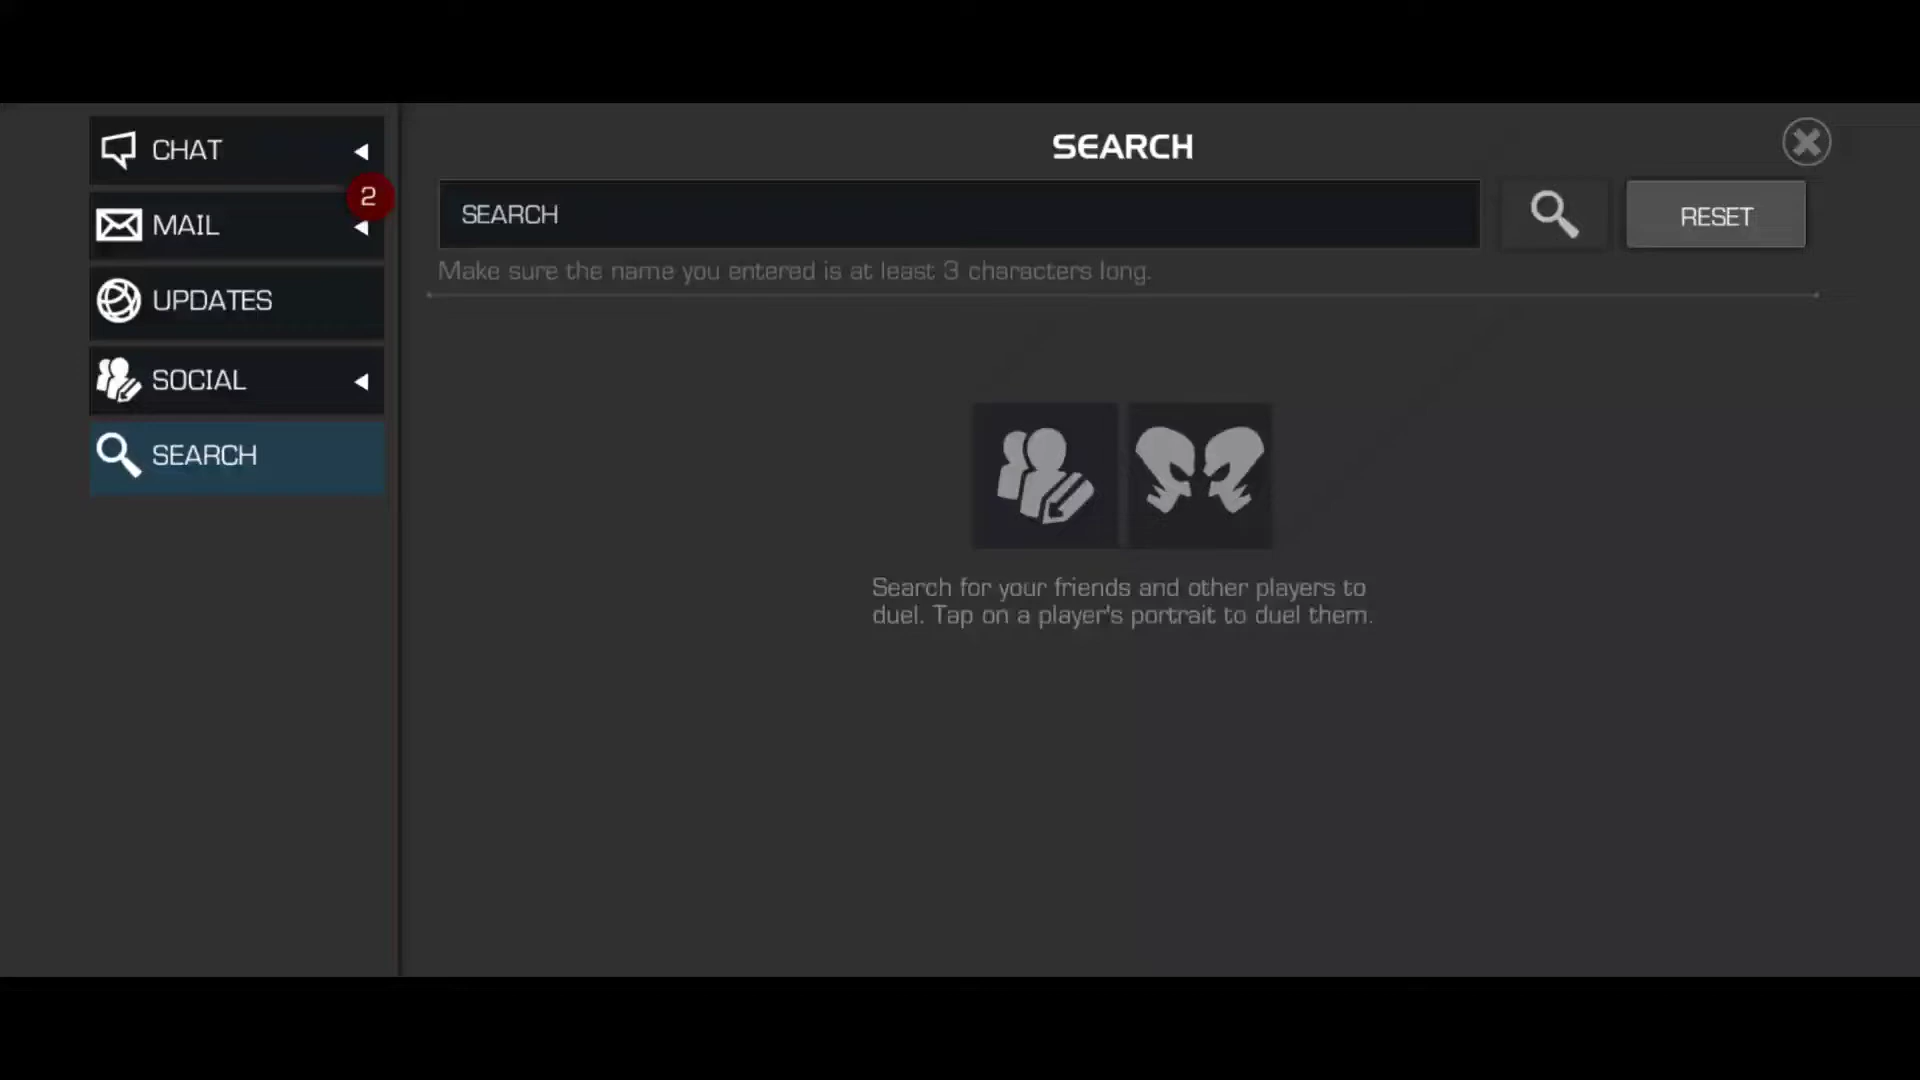 CHAT
2
MAIL
UPDATES
SOCIAL
SEARCH
SEARCH
SEARCH
RESET
Make sure the name you entered is at least 3 characters long.
Search for your friends and other players to
duel. Tap on a player's portrait to duel them.